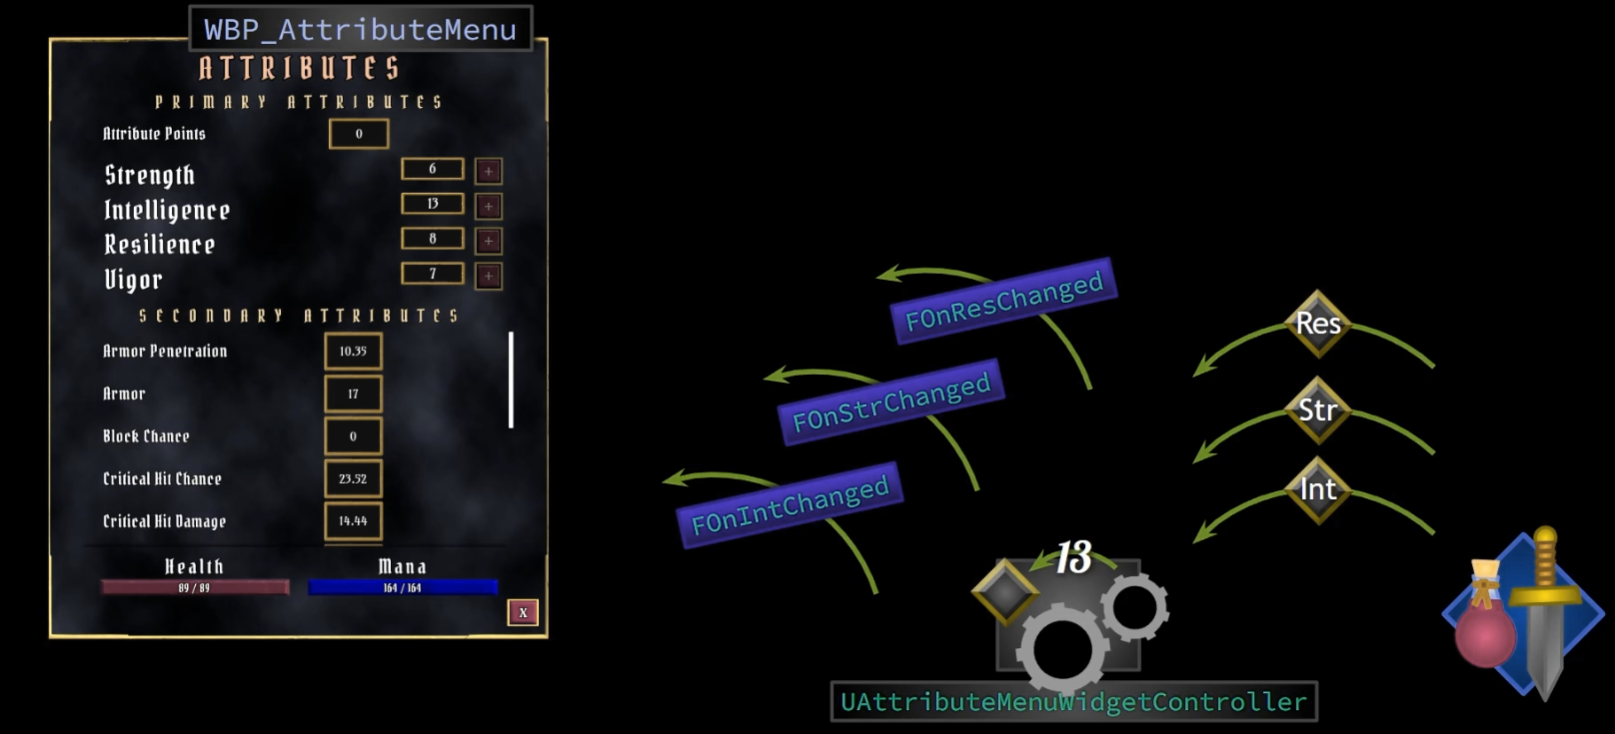 WBP_AttributeMenu
ATTRIBUTES
PRIMARY ATTRIBUTES
Attribute Points 0
Strength 6 +
Intelligence 13 +
Resilience 8 +
Vigor 7 +
SECONDARY ATTRIBUTES
Armor Penetration 10.35
Armor 17
Block Chance 0
Critical Hit Chance 23.52
Critical Hit Damage 14.44
Health Mana
89 / 89 164 / 164
X
FOnResChanged
FOnStrChanged
FOnIntChanged
Res
Str
Int
13
UAttributeMenuWidgetController